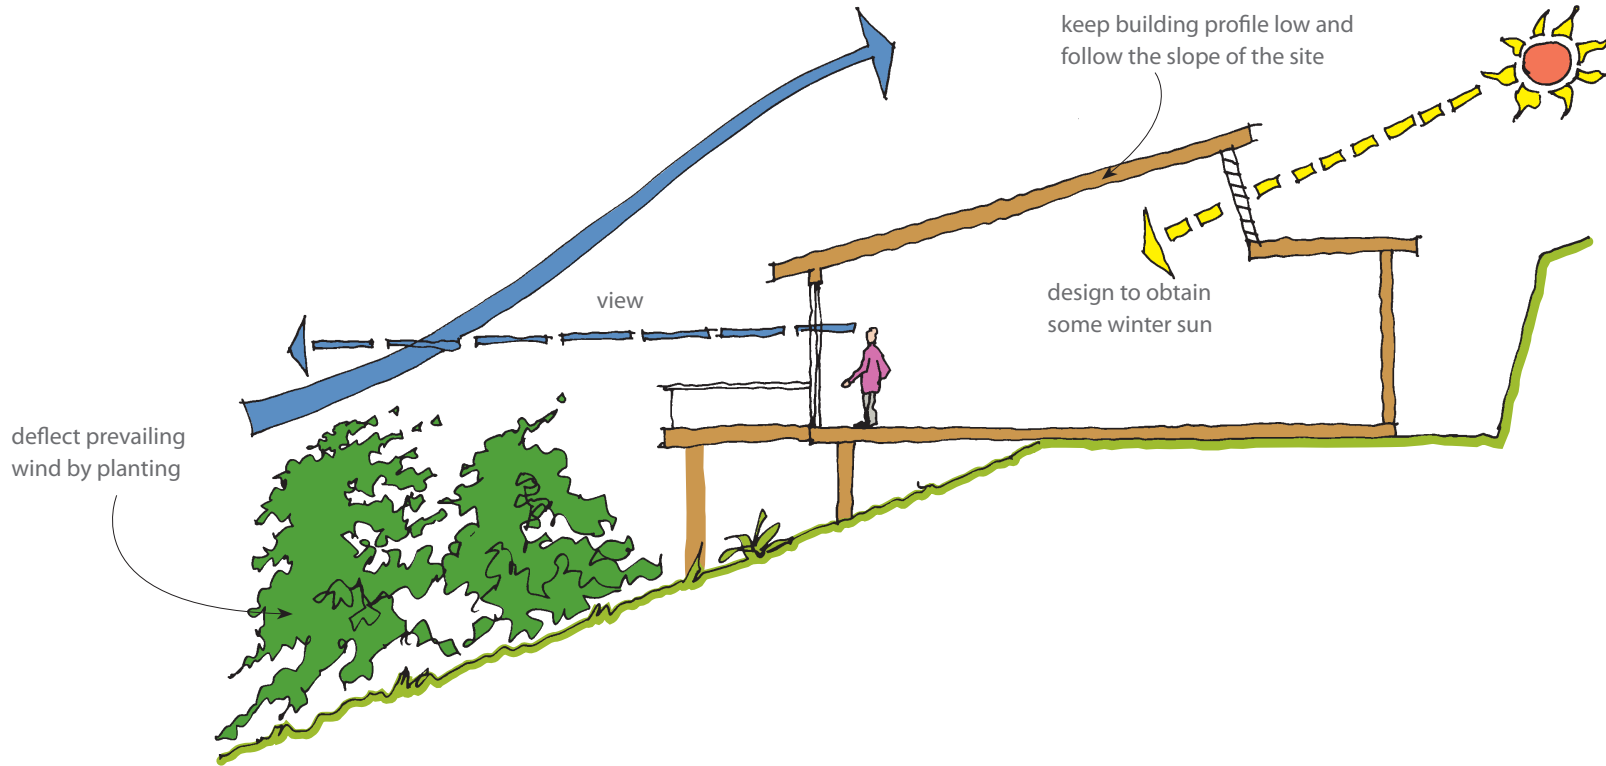 keep building profile low and
follow the slope of the site
view
design to obtain
some winter sun
deflect prevailing
wind by planting